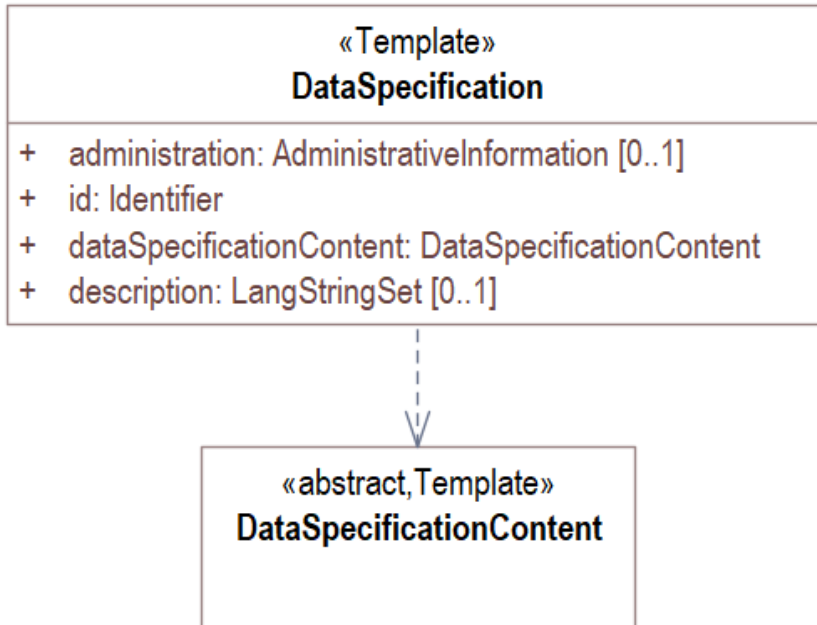 «Template»
DataSpecification
+ administration: AdministrativeInformation [0..1]
+ id: Identifier
+ dataSpecificationContent: DataSpecificationContent
+ description: LangStringSet [0..1]
«abstract,Template»
DataSpecificationContent